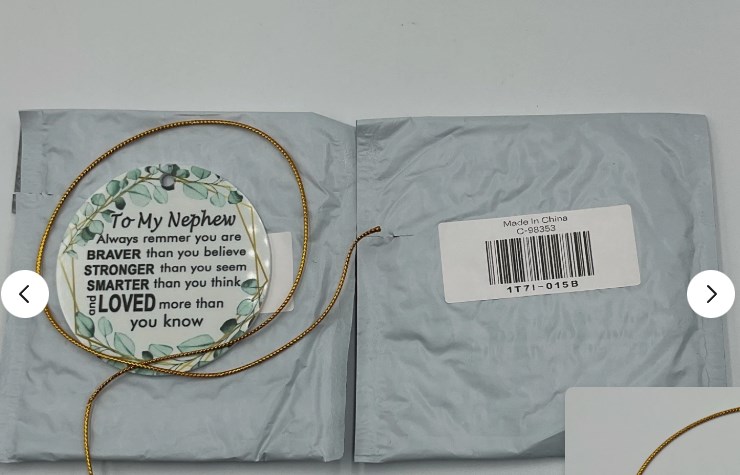 To My Nephew
Always remmer you are
BRAVER than you believe
STRONGER than you seem
SMARTER than you think
and LOVED more than
you know
Made In China
C-98353
1T7I-015B